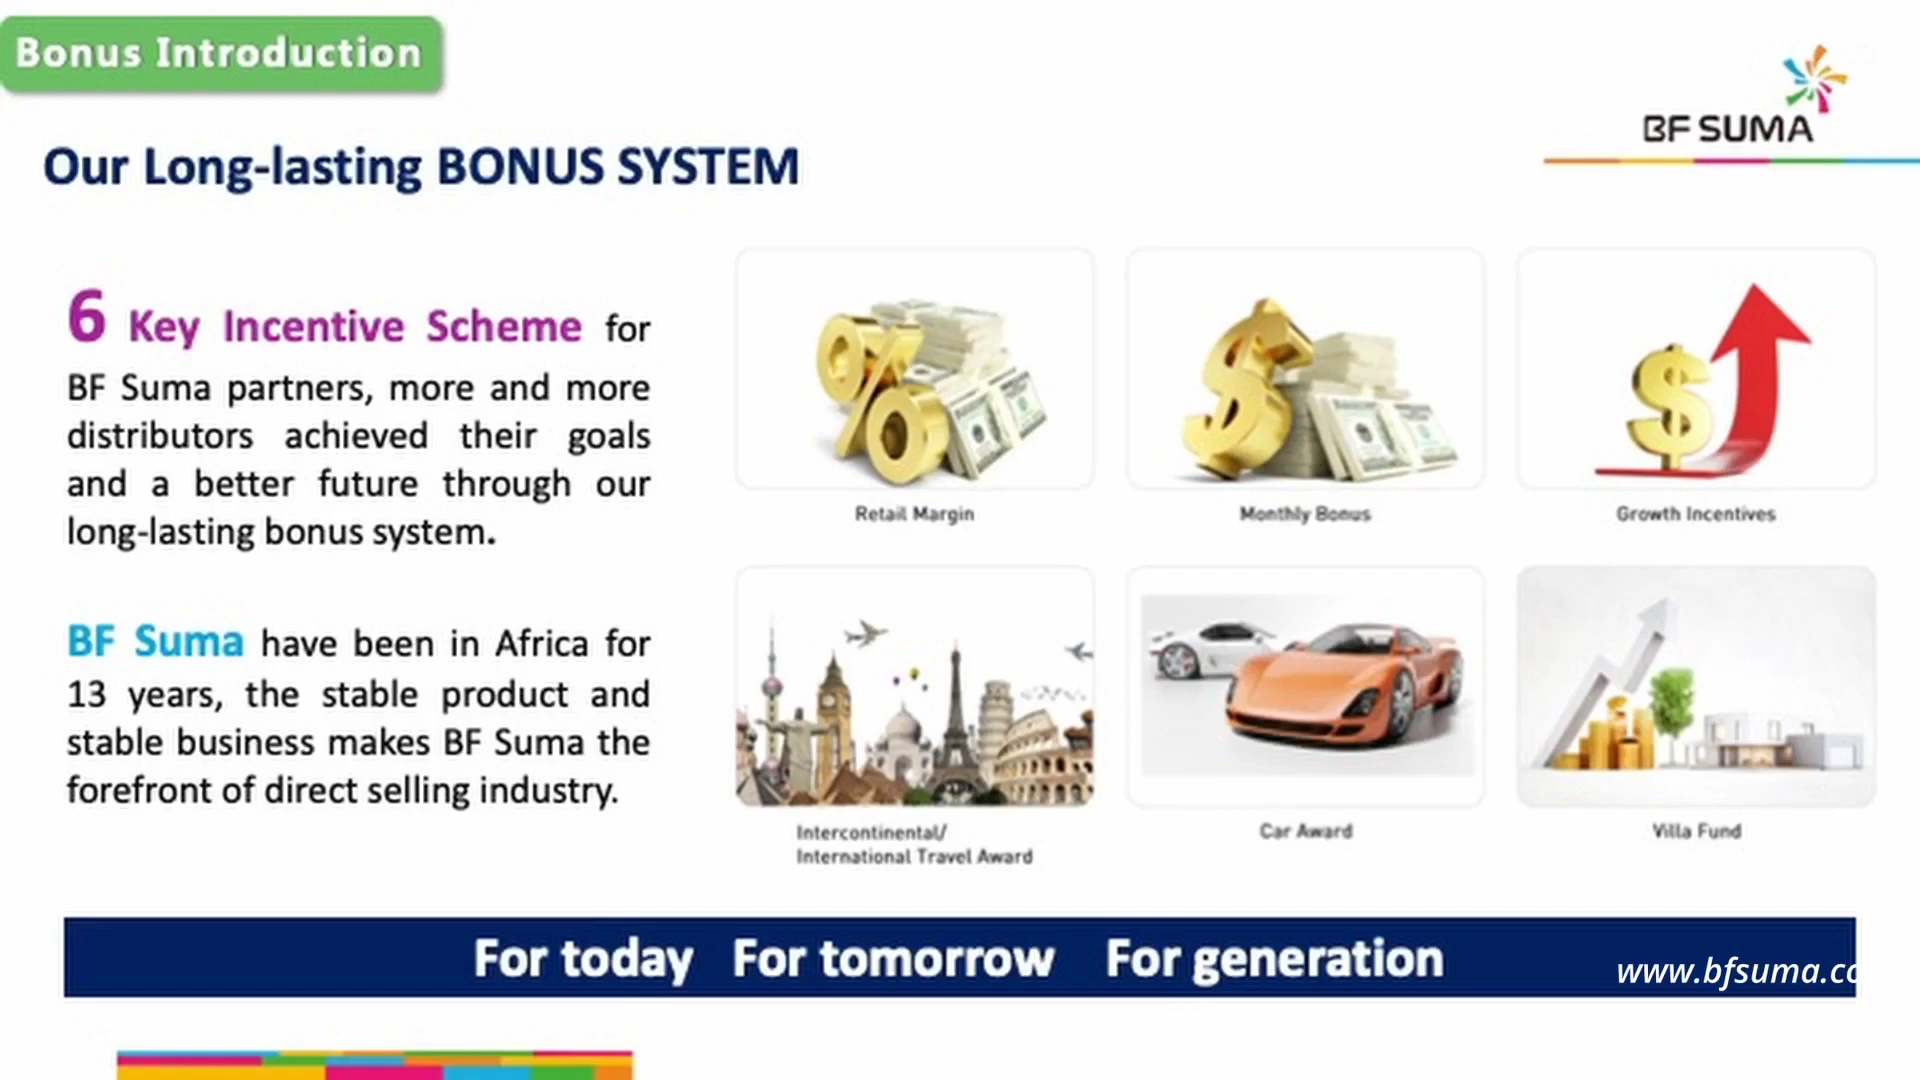 Bonus Introduction
BF SUMA
Our Long-lasting BONUS SYSTEM
6 Key Incentive Scheme for
BF Suma partners, more and more
distributors achieved their goals
and a better future through our
long-lasting bonus system.
BF Suma have been in Africa for
13 years, the stable product and
stable business makes BF Suma the
forefront of direct selling industry.
Retail Margin
Monthly Bonus
Growth Incentives
Intercontinental/
International Travel Award
Car Award
Villa Fund
For today For tomorrow For generation
www.bfsuma.co